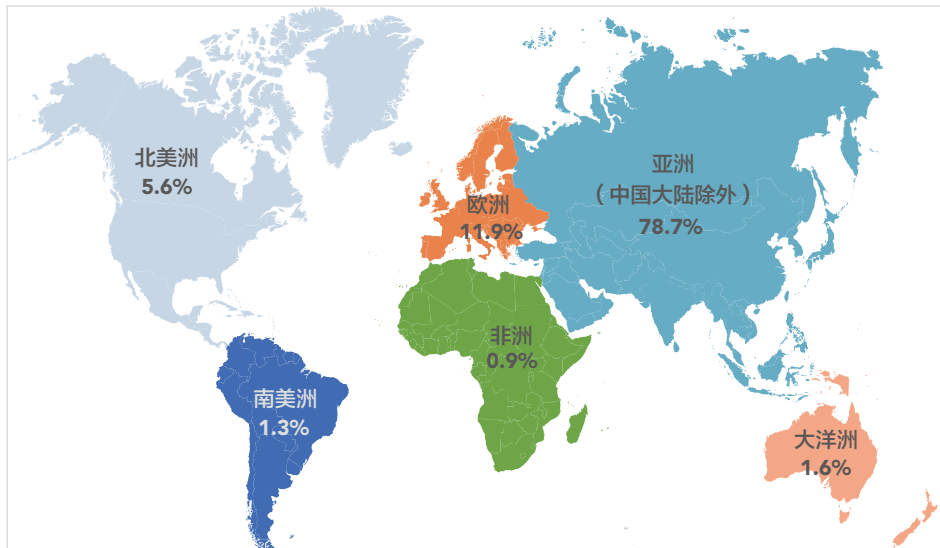 北美洲
5.6%
欧洲
11.9%
亚洲
（中国大陆除外）
78.7%
非洲
0.9%
南美洲
1.3%
大洋洲
1.6%